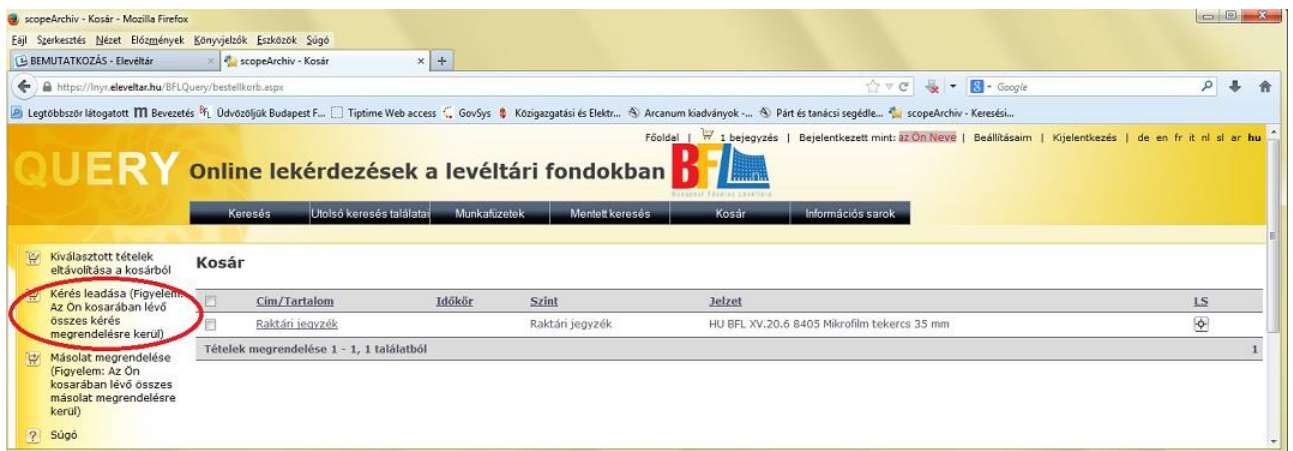 scopeArchiv - Kosár - Mozilla Firefox
Fájl Szerkesztés Nézet Előzmények Könyvjelzők Eszközök Súgó
BEMUTATKOZÁS - Elevéltár × scopeArchiv - Kosár × +
https://lnyr.eleveltar.hu/BFLQuery/bestellkorb.aspx 8 - Google
Legtöbbször látogatott Bevezetés Üdvözöljük Budapest F... Tiptime Web access GovSys Közigazgatási és Elektr... Arcanum kiadványok -... Párt és tanácsi segédle... scopeArchiv - Keresési...
Főoldal | 1 bejegyzés | Bejelentkezett mint: az Ön Neve | Beállításaim | Kijelentkezés | de en fr it nl sl ar hu
QUERY Online lekérdezések a levéltári fondokban BFL
Budapest Főváros Levéltára
Keresés Utolsó keresés találatai Munkafüzetek Mentett keresés Kosár Információs sarok
Kiválasztott tételek
eltávolítása a kosárból
Kérés leadása (Figyelem:
Az Ön kosarában lévő
összes kérés
megrendelésre kerül)
Másolat megrendelése
(Figyelem: Az Ön
kosarában lévő összes
másolat megrendelésre
kerül)
? Súgó
Kosár
Cím/Tartalom Időkör Szint Jelzet LS
Raktári jegyzék Raktári jegyzék HU BFL XV.20.6 8405 Mikrofilm tekercs 35 mm
Tételek megrendelése 1 - 1, 1 találatból 1